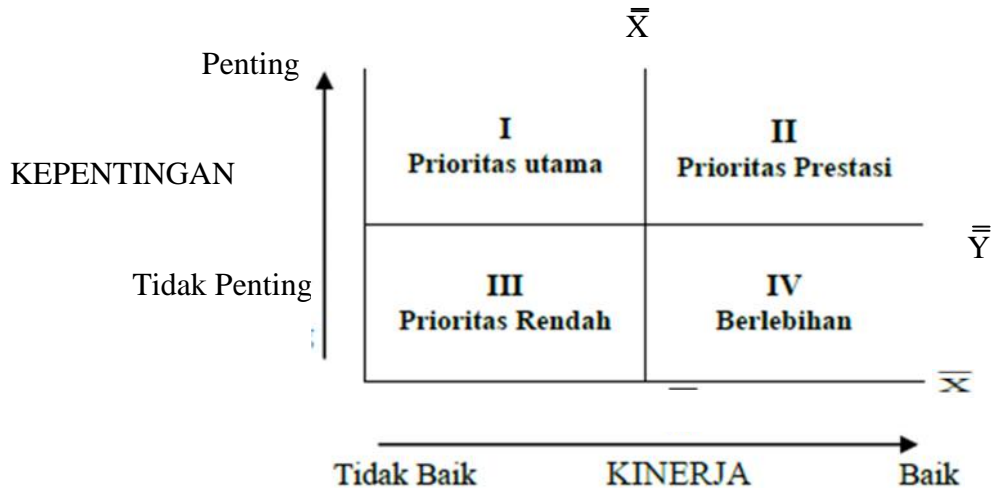 X̿
Penting
I
Prioritas utama
II
Prioritas Prestasi
KEPENTINGAN
Y̿
Tidak Penting
III
Prioritas Rendah
IV
Berlebihan
X̅
Tidak Baik KINERJA Baik